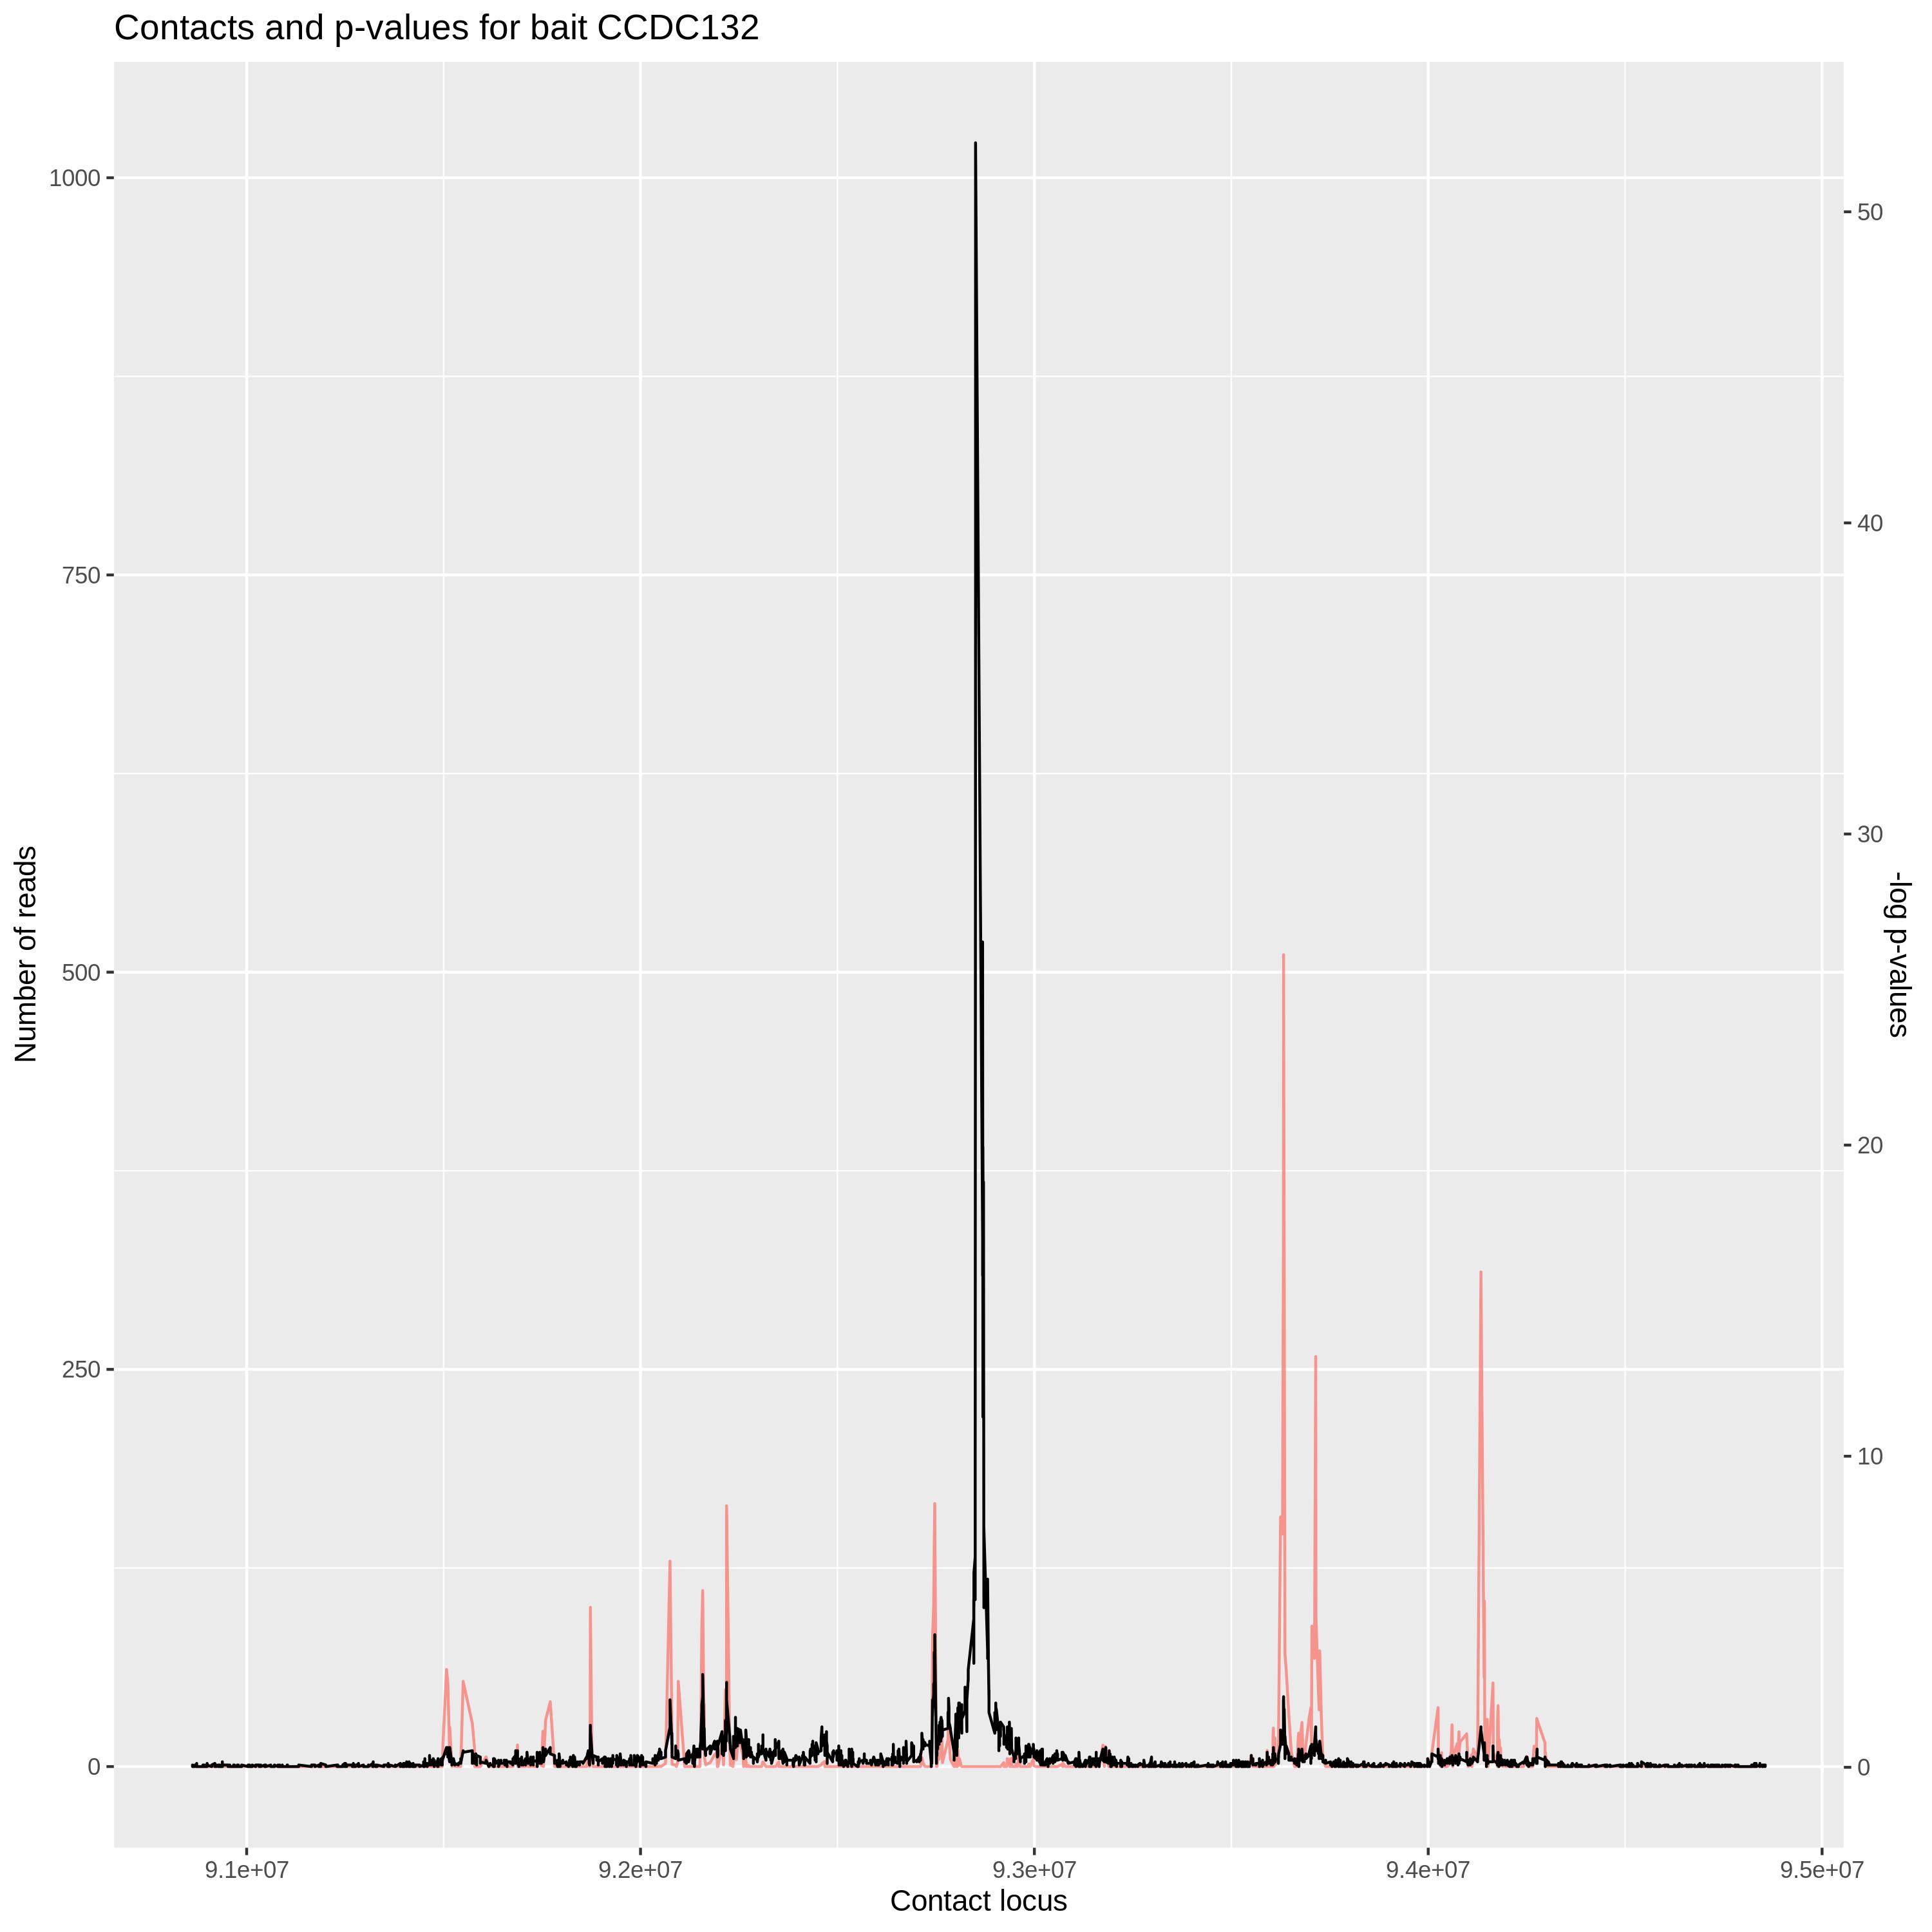 Contacts and p-values for bait CCDC132
1000
750
500
250
0
Number of reads
50
40
30
20
10
0
-log p-values
9.1e+07 9.2e+07 9.3e+07 9.4e+07 9.5e+07
Contact locus